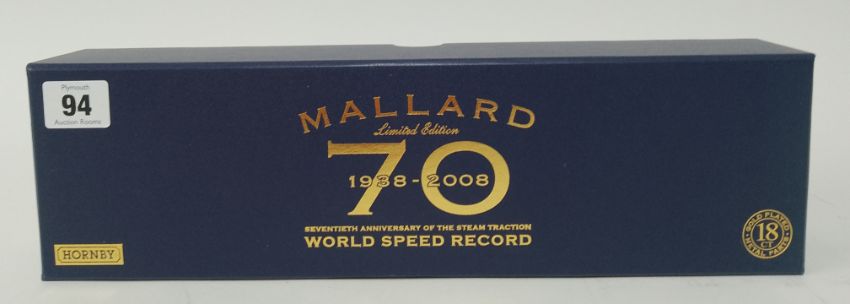 Plymouth
94
Auction Rooms
MALLARD
Limited Edition
70
1938-2008
SEVENTIETH ANNIVERSARY OF THE STEAM TRACTION
WORLD SPEED RECORD
HORNBY
GOLD PLATED
18
CT
METAL PARTS